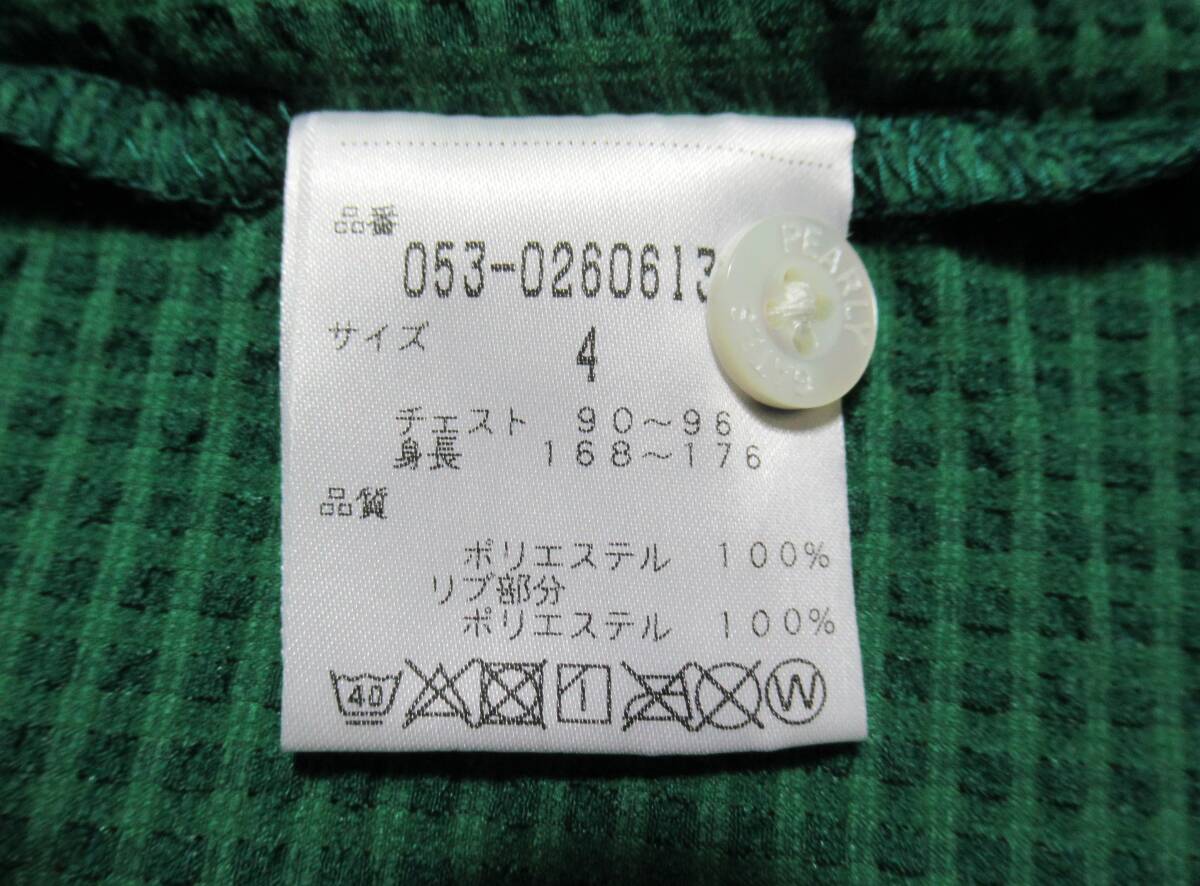 品番
053-0260613
サイズ 4
チェスト 90～96
身長 168～176
品質
ポリエステル 100%
リブ部分
ポリエステル 100%
40 1 W
PEARLY GATES